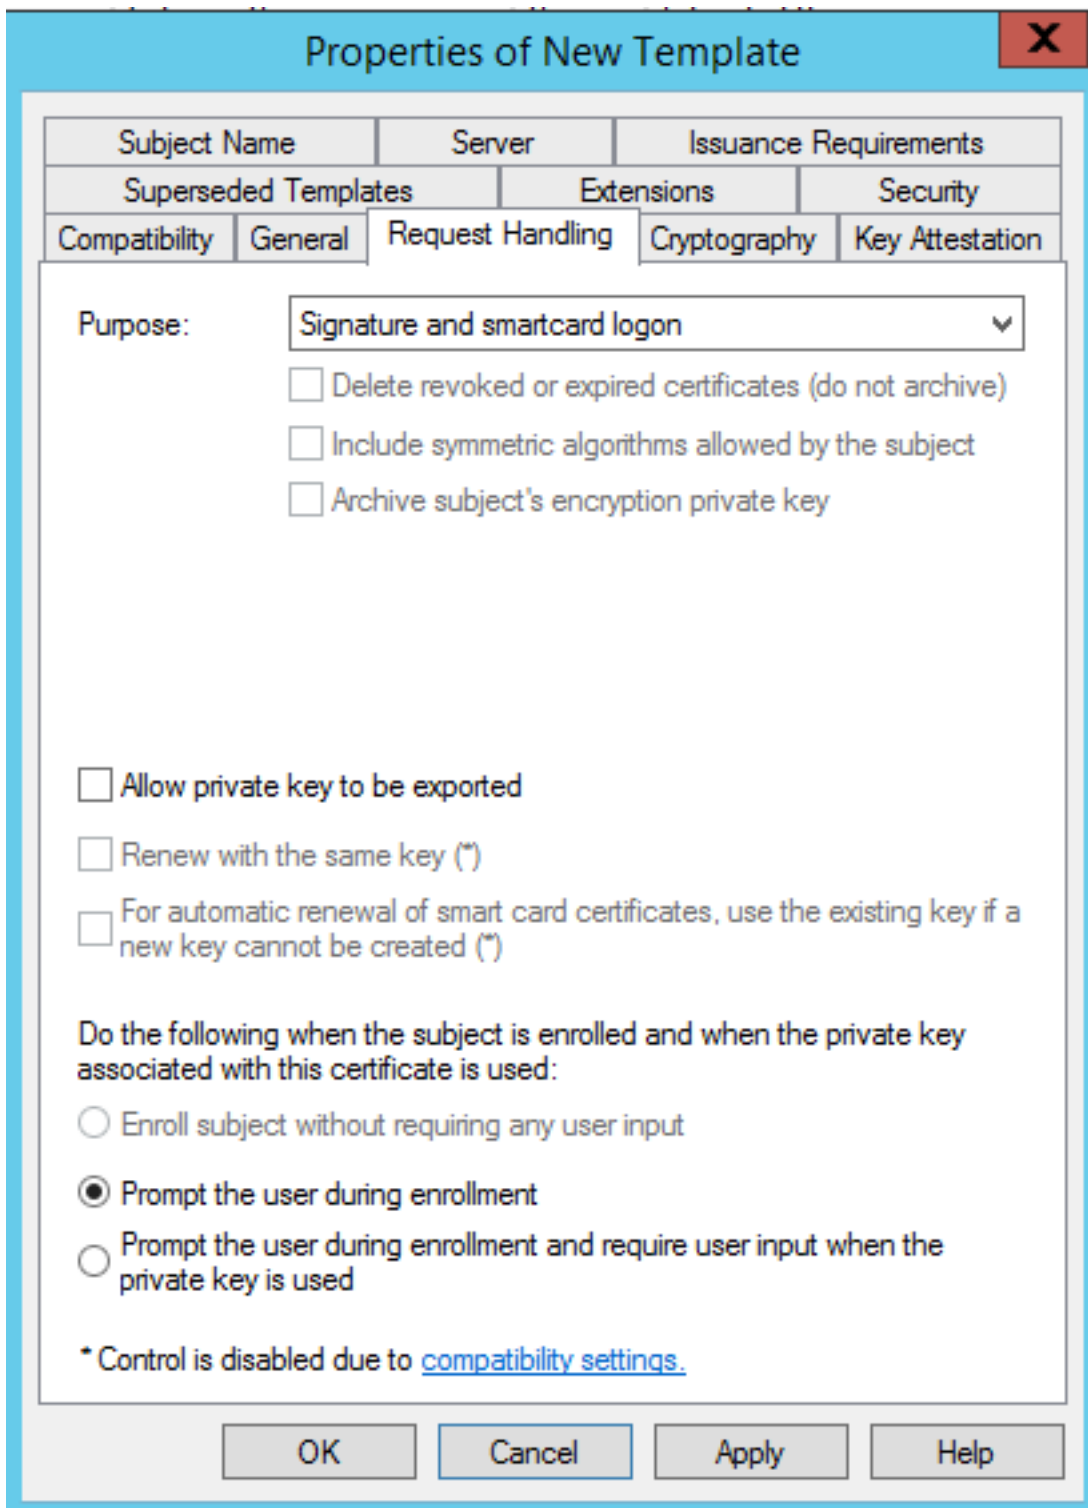 Properties of New Template
X
Subject Name
Server
Issuance Requirements
Superseded Templates
Extensions
Security
Compatibility
General
Request Handling
Cryptography
Key Attestation
Purpose:
Signature and smartcard logon
Delete revoked or expired certificates (do not archive)
Include symmetric algorithms allowed by the subject
Archive subject's encryption private key
Allow private key to be exported
Renew with the same key (*)
For automatic renewal of smart card certificates, use the existing key if a
new key cannot be created (*)
Do the following when the subject is enrolled and when the private key
associated with this certificate is used:
Enroll subject without requiring any user input
Prompt the user during enrollment
Prompt the user during enrollment and require user input when the
private key is used
* Control is disabled due to compatibility settings.
OK
Cancel
Apply
Help